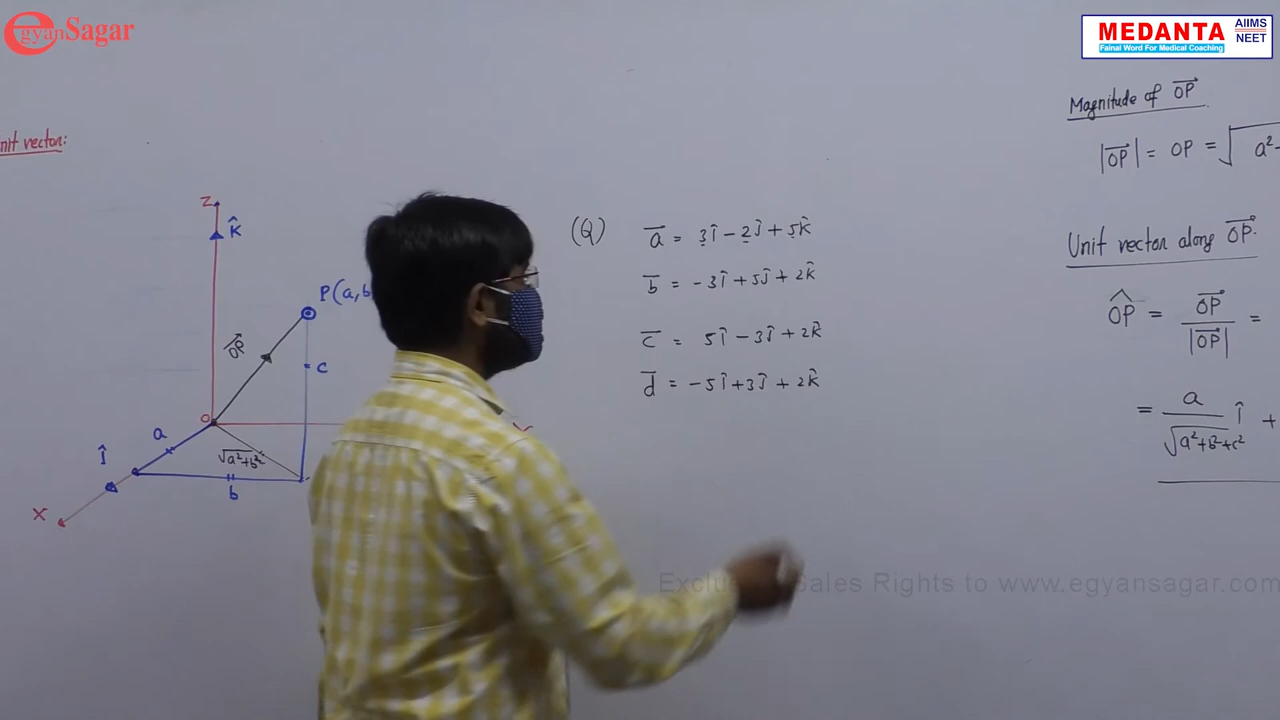 egyanSagar
MEDANTA AIIMS NEET
Fainal Word For Medical Coaching
nit vector:
Z
k̂
P(a, b
OP⃗
c
O
a
î
√a²+b²
b
X
Y
(Q) a̅ = 3î - 2ĵ + 5k̂
b̅ = -3î + 5ĵ + 2k̂
c̅ = 5î - 3ĵ + 2k̂
d̅ = -5î + 3ĵ + 2k̂
Magnitude of OP⃗
|OP⃗| = OP = √a²-
Unit vector along OP⃗.
OP̂ = OP⃗ / |OP⃗| =
= a / √a²+b²+c² î +
Exclu Sales Rights to www.egyansagar.com